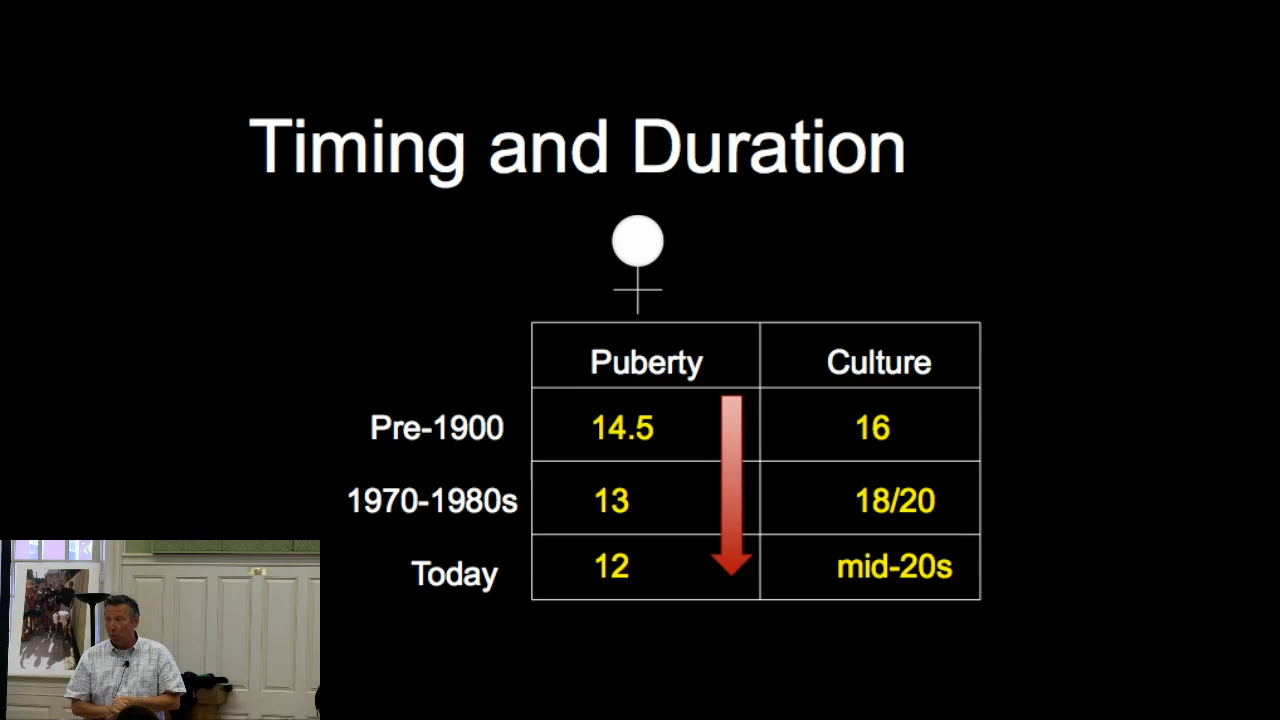 Timing and Duration
Puberty Culture
Pre-1900 14.5 16
1970-1980s 13 18/20
Today 12 mid-20s